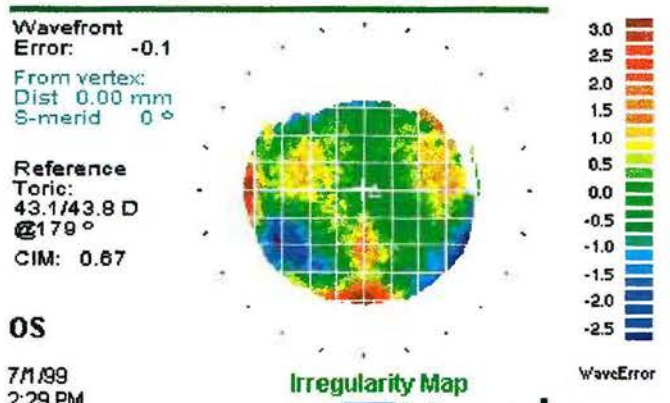 Wavefront
Error: -0.1
From vertex:
Dist 0.00 mm
S-merid 0 °
Reference
Toric:
43.1/43.8 D
@179 °
CIM: 0.67
OS
7/1/99
2:29 PM
3.0
2.5
2.0
1.5
1.0
0.5
0.0
-0.5
-1.0
-1.5
-2.0
-2.5
WaveError
Irregularity Map